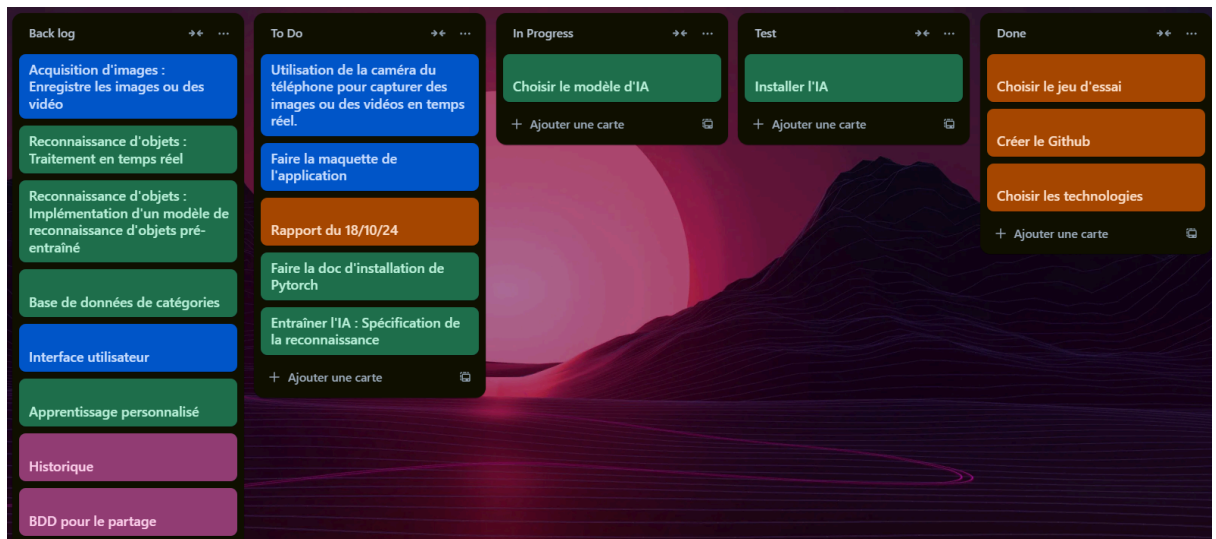 Back log
Acquisition d'images :
Enregistre les images ou des
vidéo
Reconnaissance d'objets :
Traitement en temps réel
Reconnaissance d'objets :
Implémentation d'un modèle de
reconnaissance d'objets pré-
entraîné
Base de données de catégories
Interface utilisateur
Apprentissage personnalisé
Historique
BDD pour le partage
To Do
Utilisation de la caméra du
téléphone pour capturer des
images ou des vidéos en temps
réel.
Faire la maquette de
l'application
Rapport du 18/10/24
Faire la doc d'installation de
Pytorch
Entraîner l'IA : Spécification de
la reconnaissance
+ Ajouter une carte
In Progress
Choisir le modèle d'IA
+ Ajouter une carte
Test
Installer l'IA
+ Ajouter une carte
Done
Choisir le jeu d'essai
Créer le Github
Choisir les technologies
+ Ajouter une carte